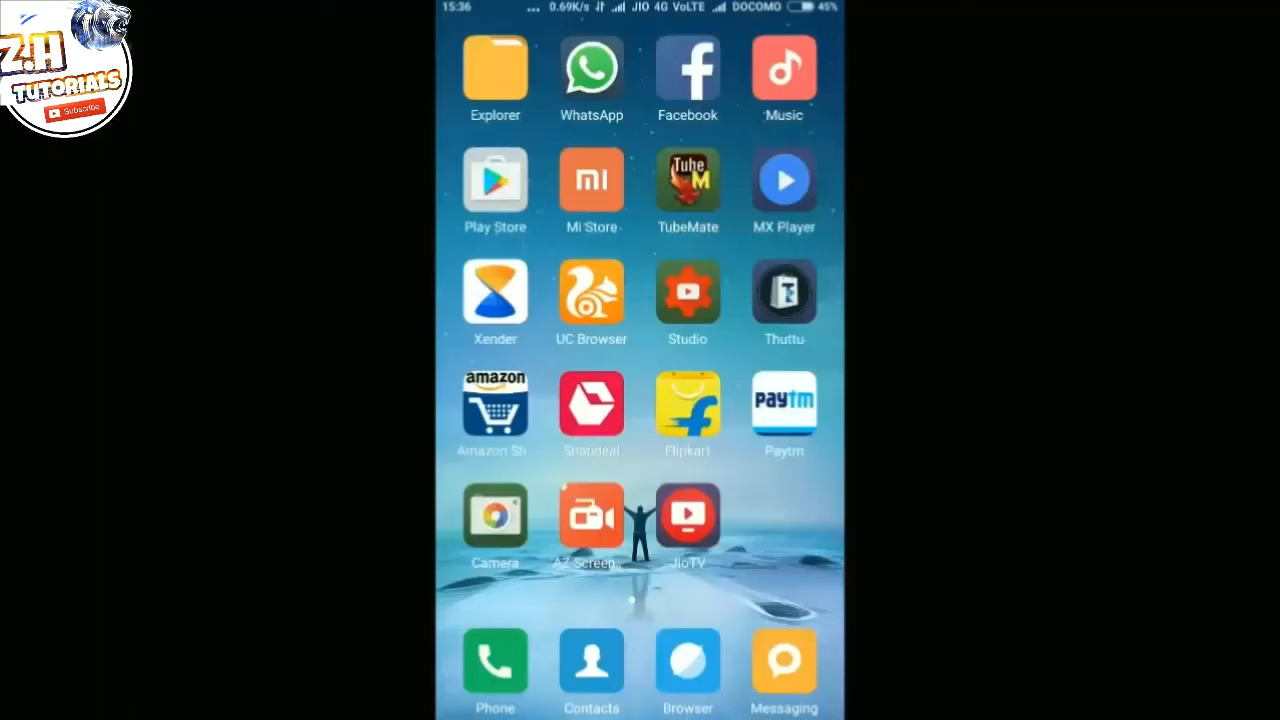 15:36 ... 0.69K/s JIO 4G VoLTE DOCOMO 45%
Z.H
TUTORIALS
Subscribe
Explorer WhatsApp Facebook Music
Tube
M
mi
Play Store Mi Store TubeMate MX Player
Xender UC Browser Studio Thuttu
amazon
paytm
Amazon Sh Snapdeal Flipkart Paytm
Camera AZ Screen.. JioTV
Phone Contacts Browser Messaging